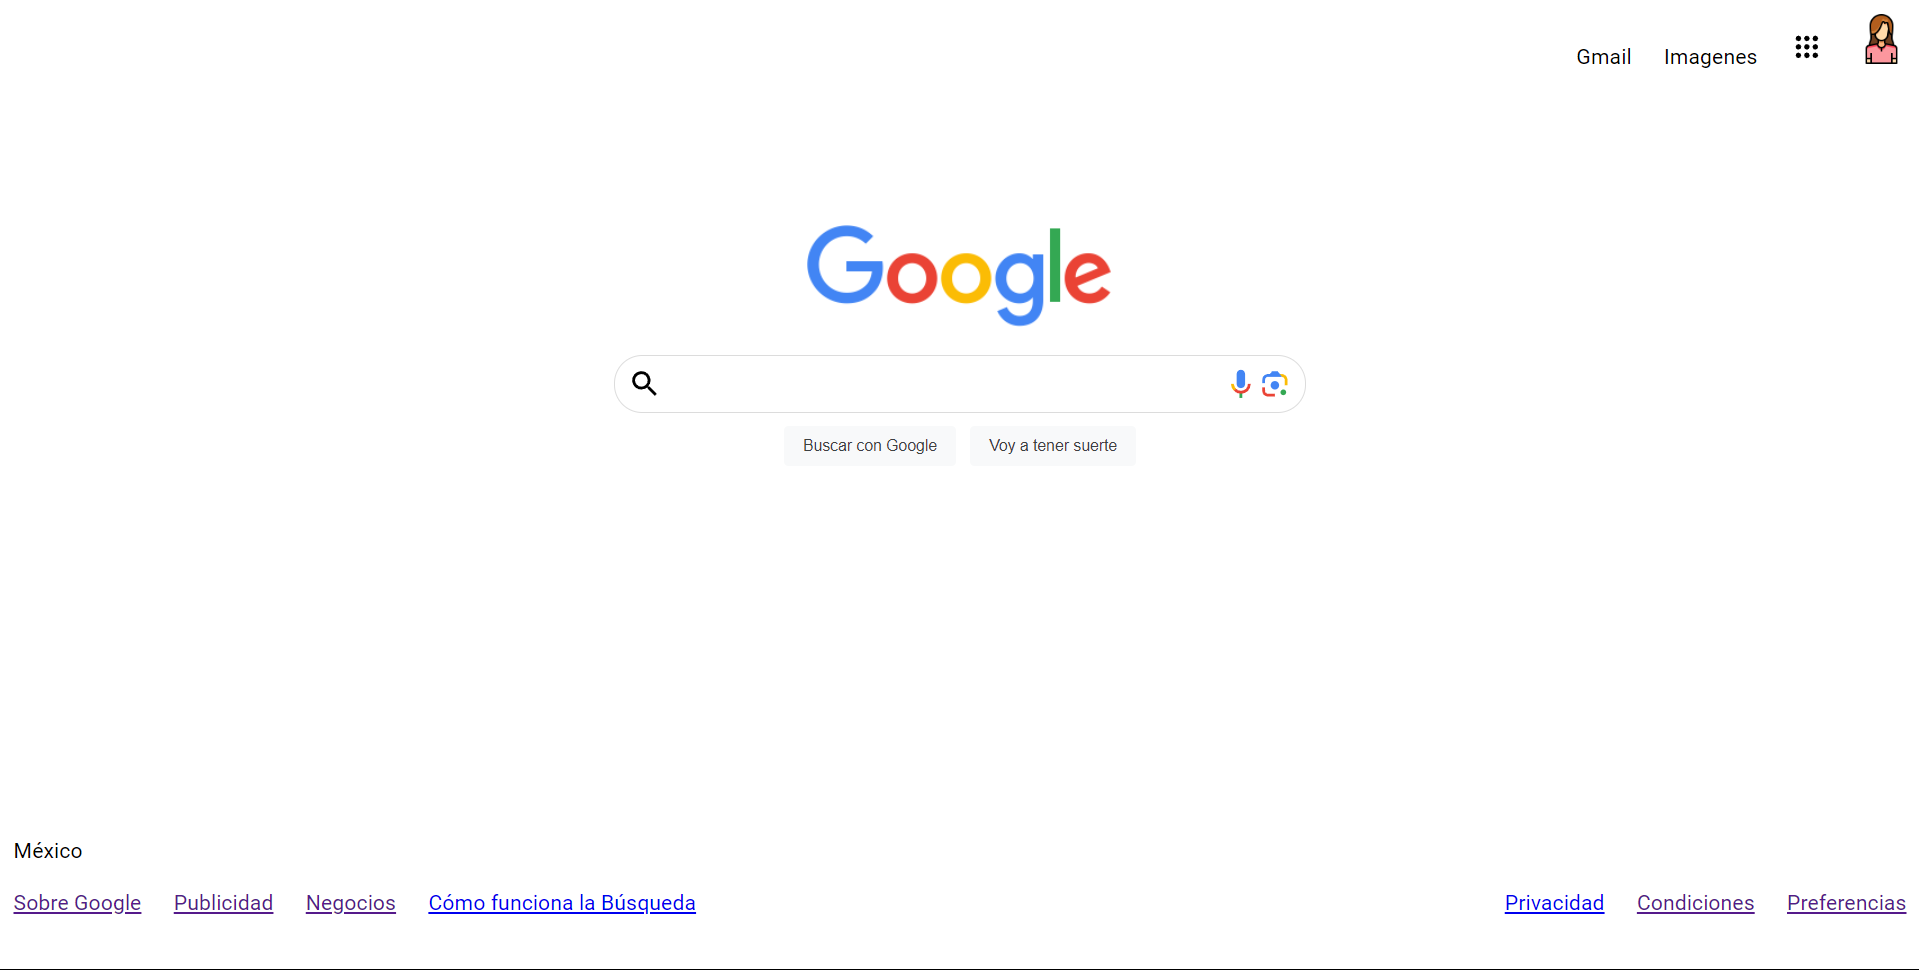 Gmail Imagenes
Google
Buscar con Google Voy a tener suerte
México
Sobre Google Publicidad Negocios Cómo funciona la Búsqueda Privacidad Condiciones Preferencias